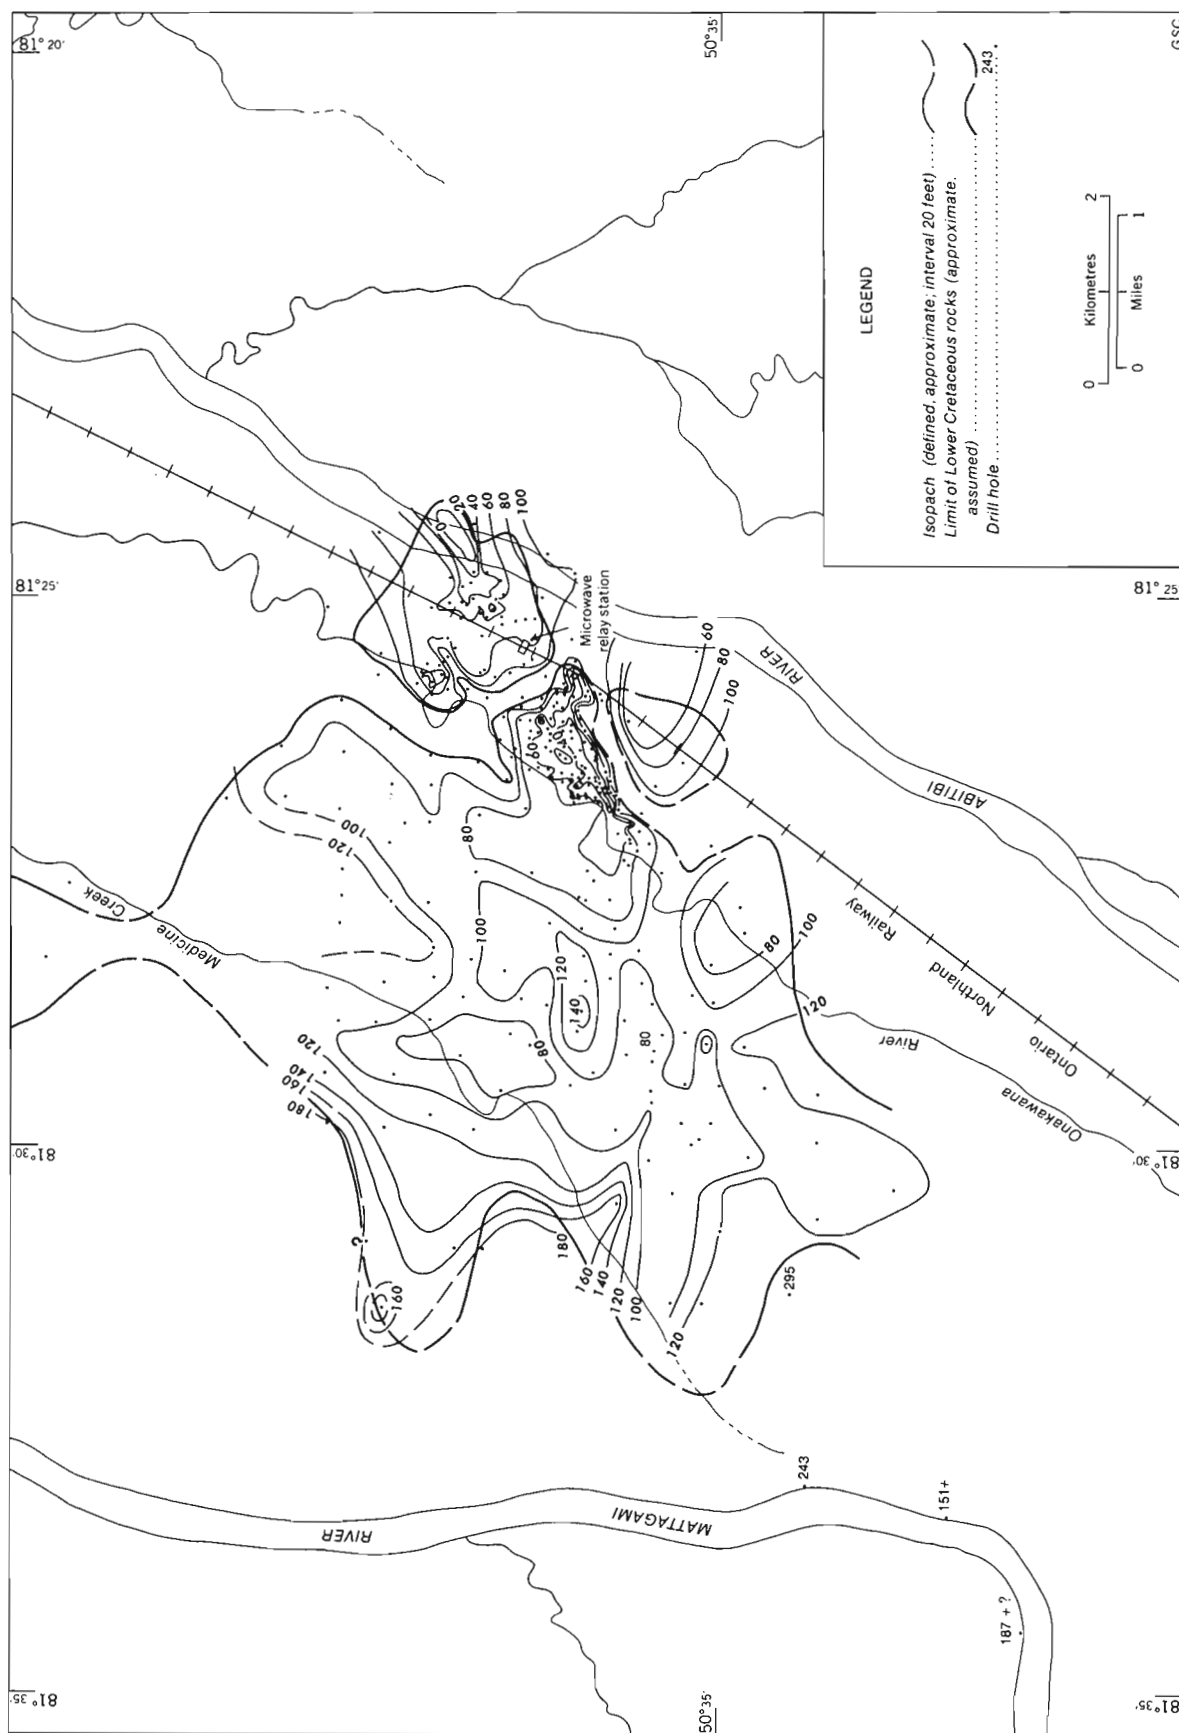 81° 20'
50° 35'
GSC
LEGEND
Isopach (defined, approximate; interval 20 feet) ......
Limit of Lower Cretaceous rocks (approximate.
assumed) ..............................
Drill hole ..............................
243
0
Kilometres
2
0
Miles
1
81° 25'
81° 25'
0
20
40
60
80
100
Microwave
relay station
60
80
100
RIVER
ABITIBI
60
80
100
120
Creek
Medicine
100
120
140
80
80
80
100
120
Railway
Northland
Ontario
River
Onakawana
120
140
160
180
81° 30'
81° 30'
?
160
180
160
140
120
100
120
295
243
151+
187 + ?
RIVER
MATTAGAMI
81° 35'
50° 35'
81° 35'